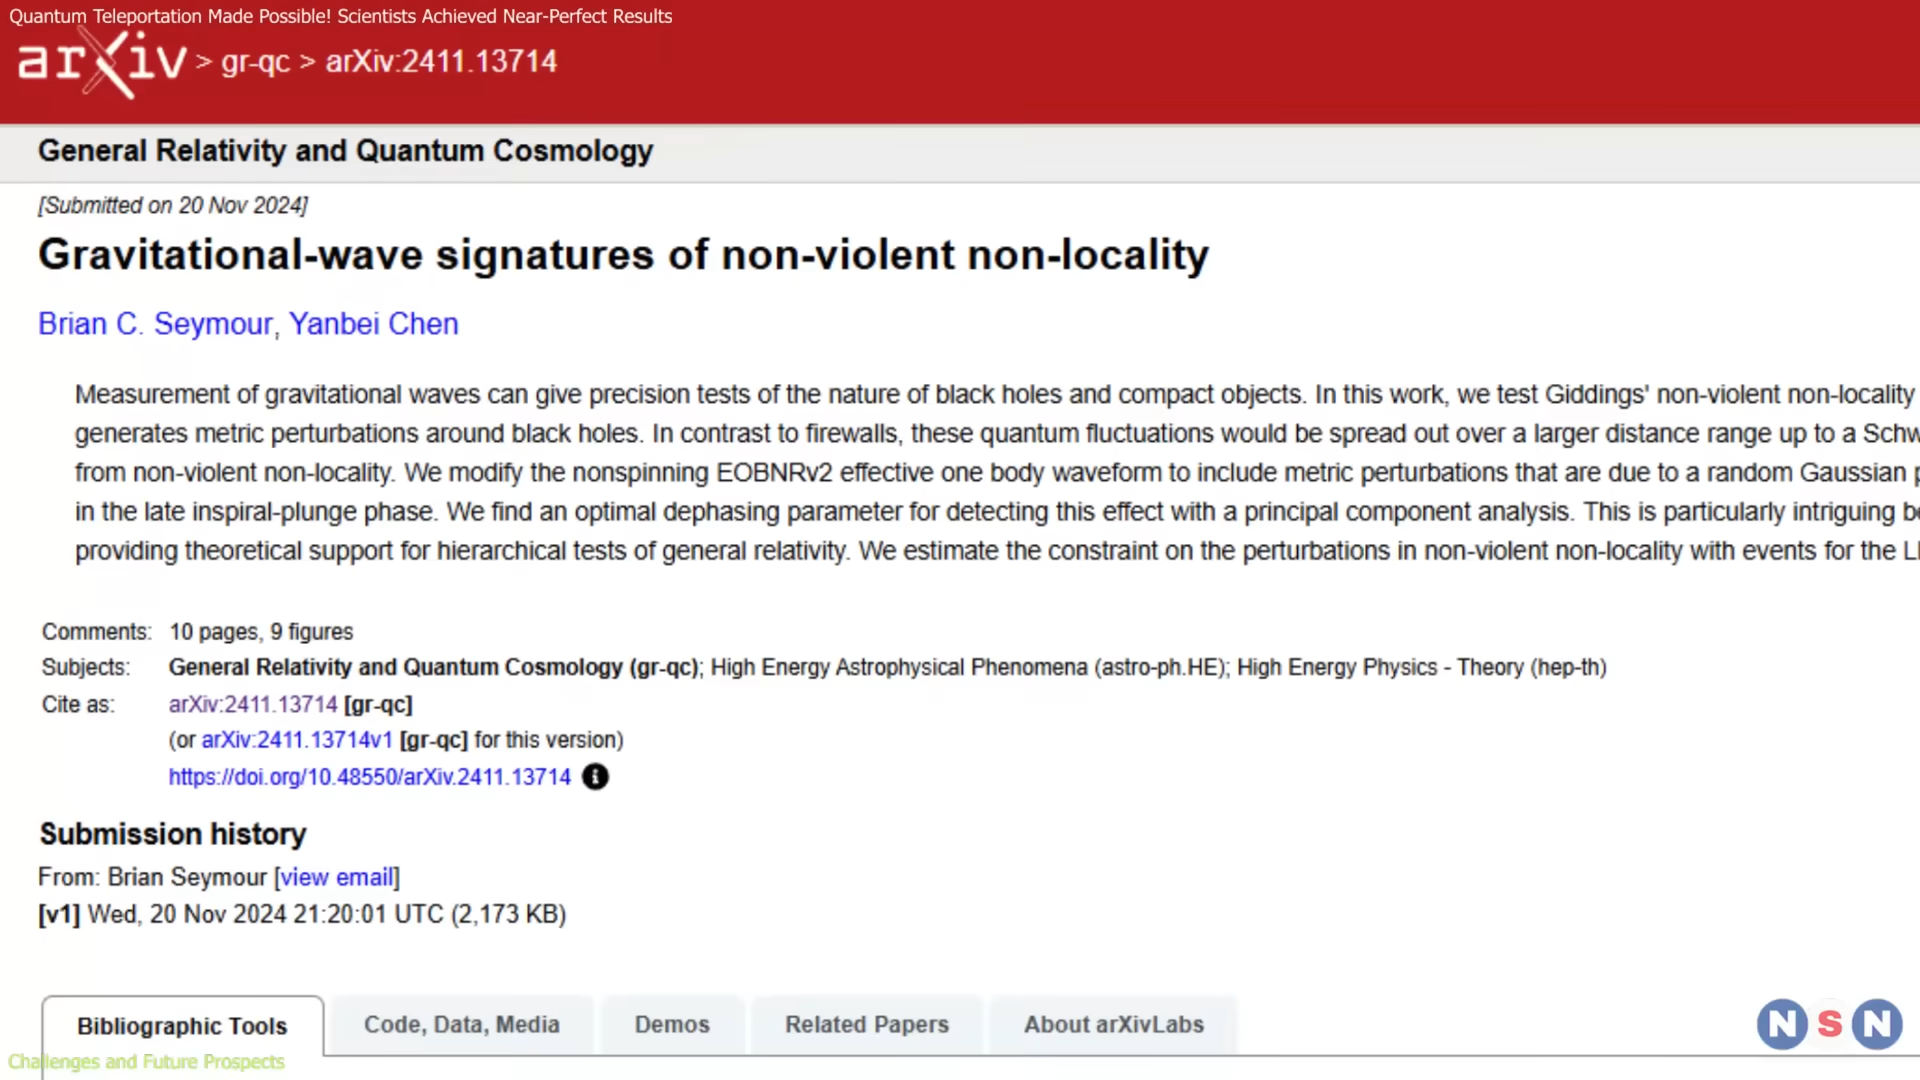 Quantum Teleportation Made Possible! Scientists Achieved Near-Perfect Results
arXiv > gr-qc > arXiv:2411.13714
General Relativity and Quantum Cosmology
[Submitted on 20 Nov 2024]
Gravitational-wave signatures of non-violent non-locality
Brian C. Seymour, Yanbei Chen
Measurement of gravitational waves can give precision tests of the nature of black holes and compact objects. In this work, we test Giddings' non-violent non-locality
generates metric perturbations around black holes. In contrast to firewalls, these quantum fluctuations would be spread out over a larger distance range up to a
from non-violent non-locality. We modify the nonspinning EOBNRv2 effective one body waveform to include metric perturbations that are due to a random Gaussian
in the late inspiral-plunge phase. We find an optimal dephasing parameter for detecting this effect with a principal component analysis. This is particularly intriguing
providing theoretical support for hierarchical tests of general relativity. We estimate the constraint on the perturbations in non-violent non-locality with events for the
Comments: 10 pages, 9 figures
Subjects: General Relativity and Quantum Cosmology (gr-qc); High Energy Astrophysical Phenomena (astro-ph.HE); High Energy Physics - Theory (hep-th)
Cite as: arXiv:2411.13714 [gr-qc]
(or arXiv:2411.13714v1 [gr-qc] for this version)
https://doi.org/10.48550/arXiv.2411.13714
Submission history
From: Brian Seymour [view email]
[v1] Wed, 20 Nov 2024 21:20:01 UTC (2,173 KB)
Bibliographic Tools
Code, Data, Media
Demos
Related Papers
About arXivLabs
N S N
Challenges and Future Prospects